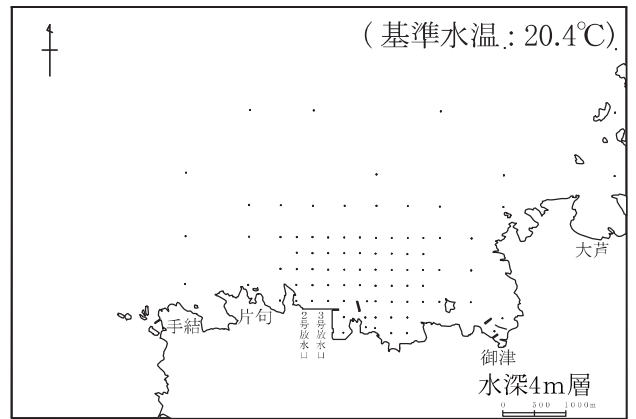 (基準水温:20.4℃)
大芦
片句
手結
2号放水口
3号放水口
御津
水深4m層
0 500 1000m